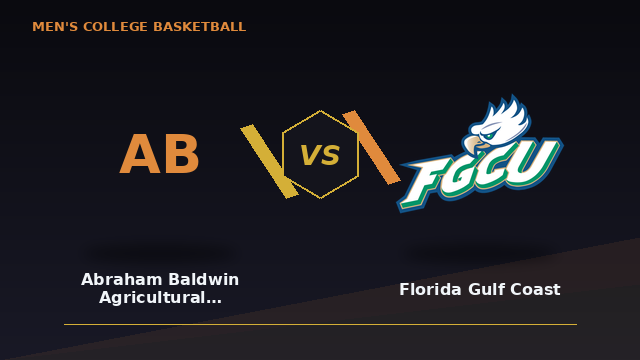 MEN'S COLLEGE BASKETBALL
AB
VS
FGCU
Abraham Baldwin
Agricultural...
Florida Gulf Coast